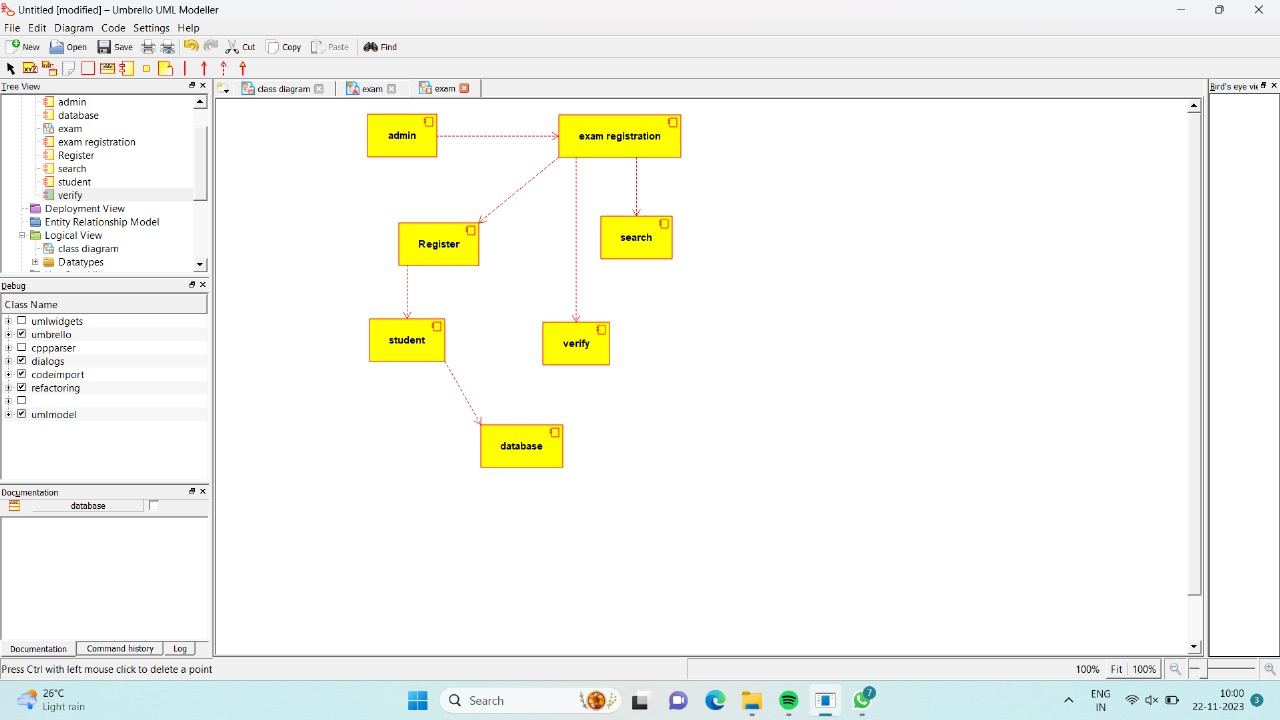 Untitled [modified] – Umbrello UML Modeller
File Edit Diagram Code Settings Help
New Open Save Cut Copy Paste Find
Tree View
class diagram exam exam
Bird's eye vie
admin
database
exam
exam registration
Register
search
student
verify
Deployment View
Entity Relationship Model
Logical View
class diagram
Datatypes
Debug
Class Name
umlwidgets
umbrello
cppparser
dialogs
codeimport
refactoring
umlmodel
Documentation
database
Documentation Command history Log
admin
exam registration
Register
search
student
verify
database
Press Ctrl with left mouse click to delete a point
100% Fit 100%
26°C
Light rain
Search
7
ENG
IN
10:00
22-11-2023
3